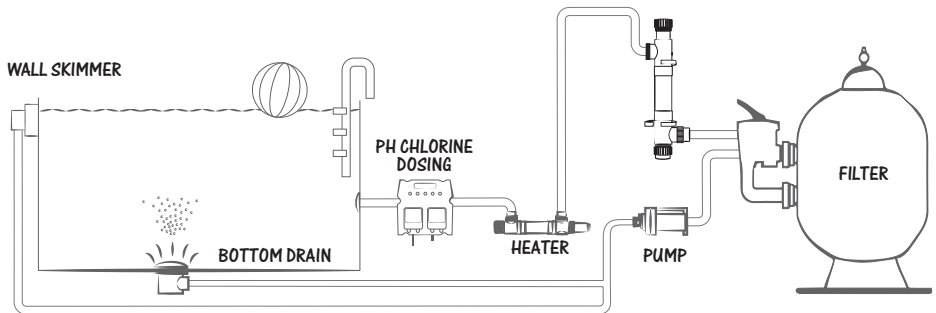 WALL SKIMMER
PH CHLORINE
DOSING
BOTTOM DRAIN
HEATER
PUMP
FILTER